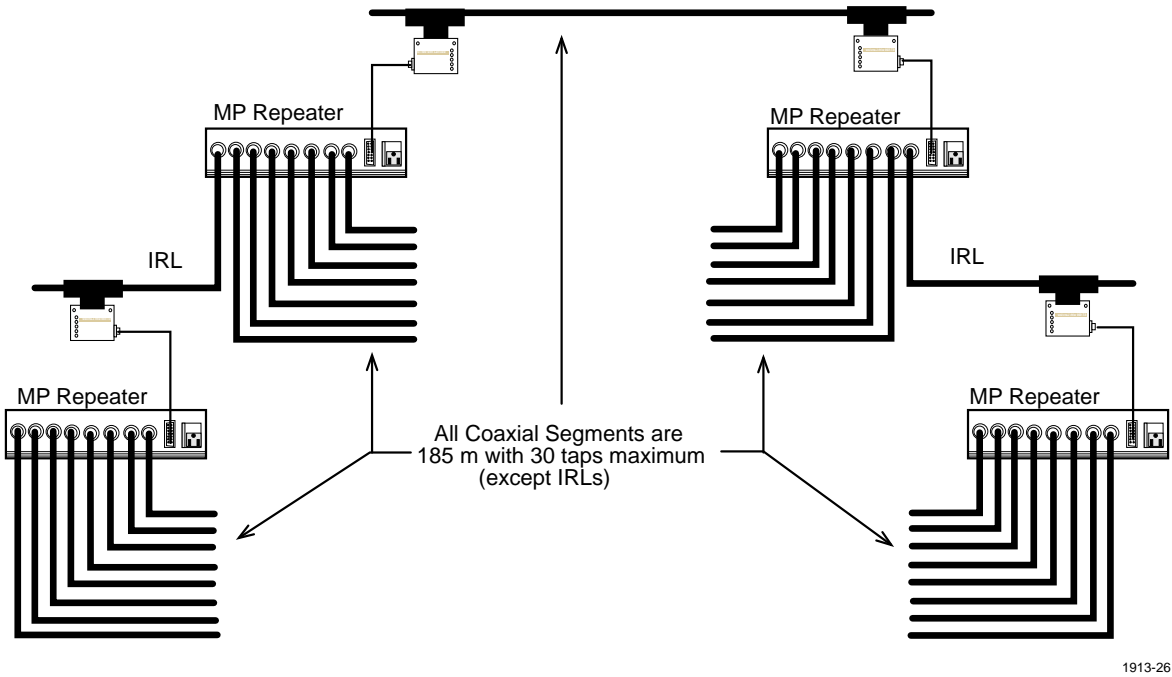 MP Repeater
MP Repeater
IRL
IRL
MP Repeater
MP Repeater
All Coaxial Segments are
185 m with 30 taps maximum
(except IRLs)
1913-26